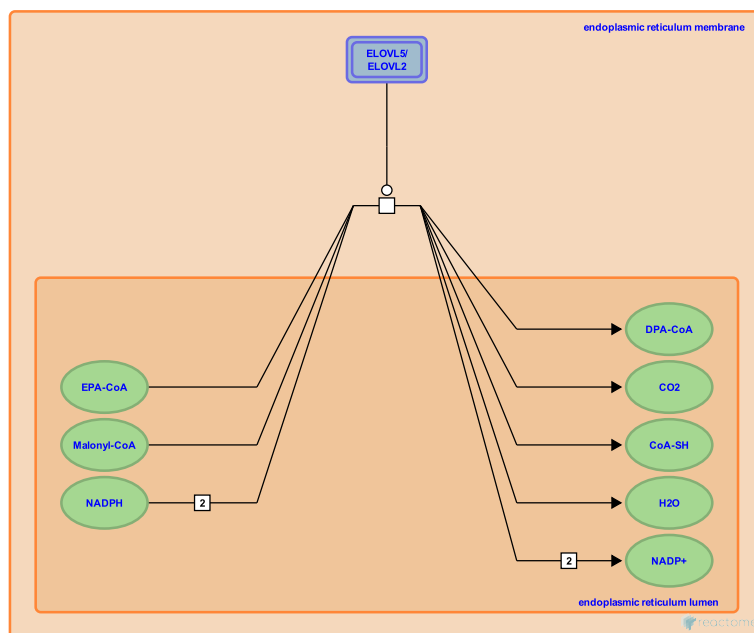 endoplasmic reticulum membrane
ELOVL5/
ELOVL2
DPA-CoA
EPA-CoA
CO2
Malonyl-CoA
CoA-SH
NADPH
2
H2O
2
NADP+
endoplasmic reticulum lumen
reactome